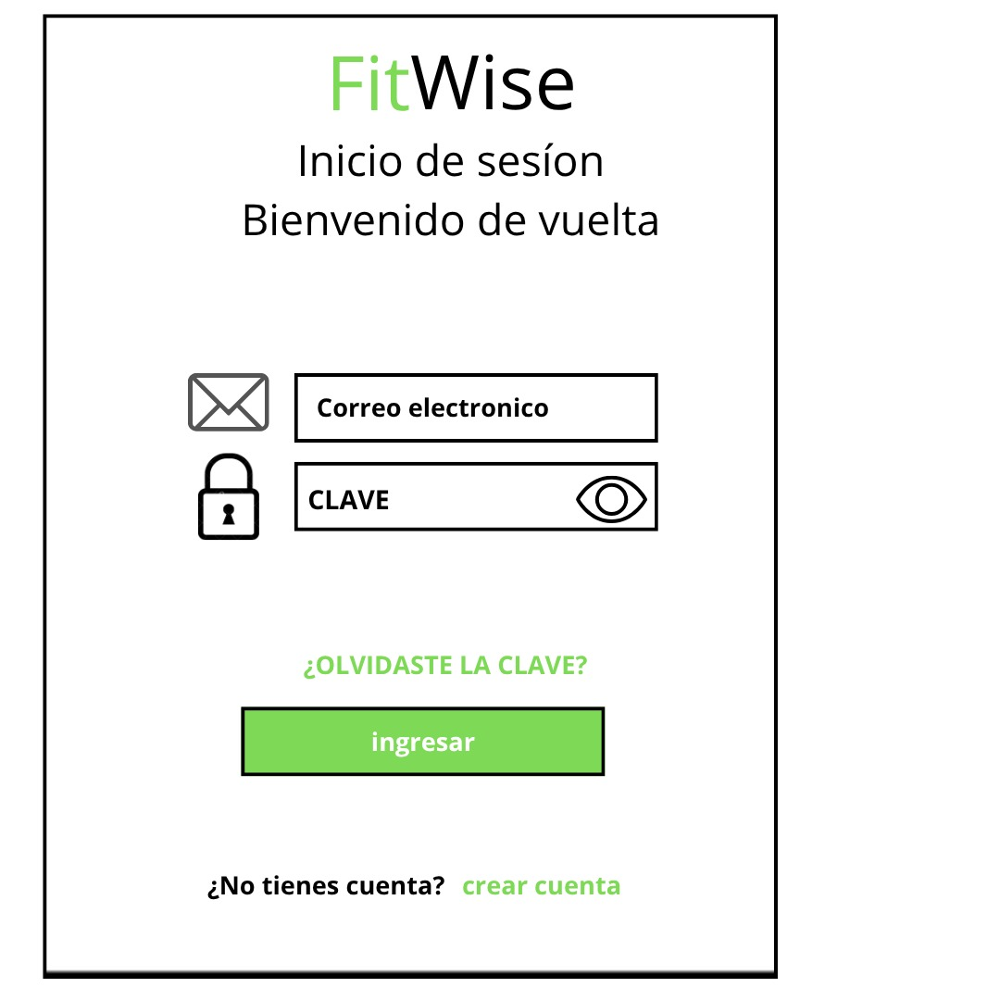 FitWise
Inicio de sesíon
Bienvenido de vuelta
Correo electronico
CLAVE
¿OLVIDASTE LA CLAVE?
ingresar
¿No tienes cuenta? crear cuenta